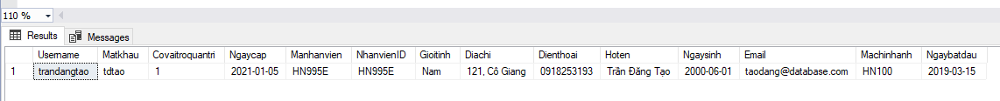 110 %
Results Messages
Username Matkhau Covaitroquantri Ngaycap Manhanvien NhanvienID Gioitinh Diachi Dienthoai Hoten Ngaysinh Email Machinhanh Ngaybatdau
1 trandangtao tdtao 1 2021-01-05 HN995E HN995E Nam 121, Cô Giang 0918253193 Trần Đăng Tạo 2000-06-01 taodang@database.com HN100 2019-03-15